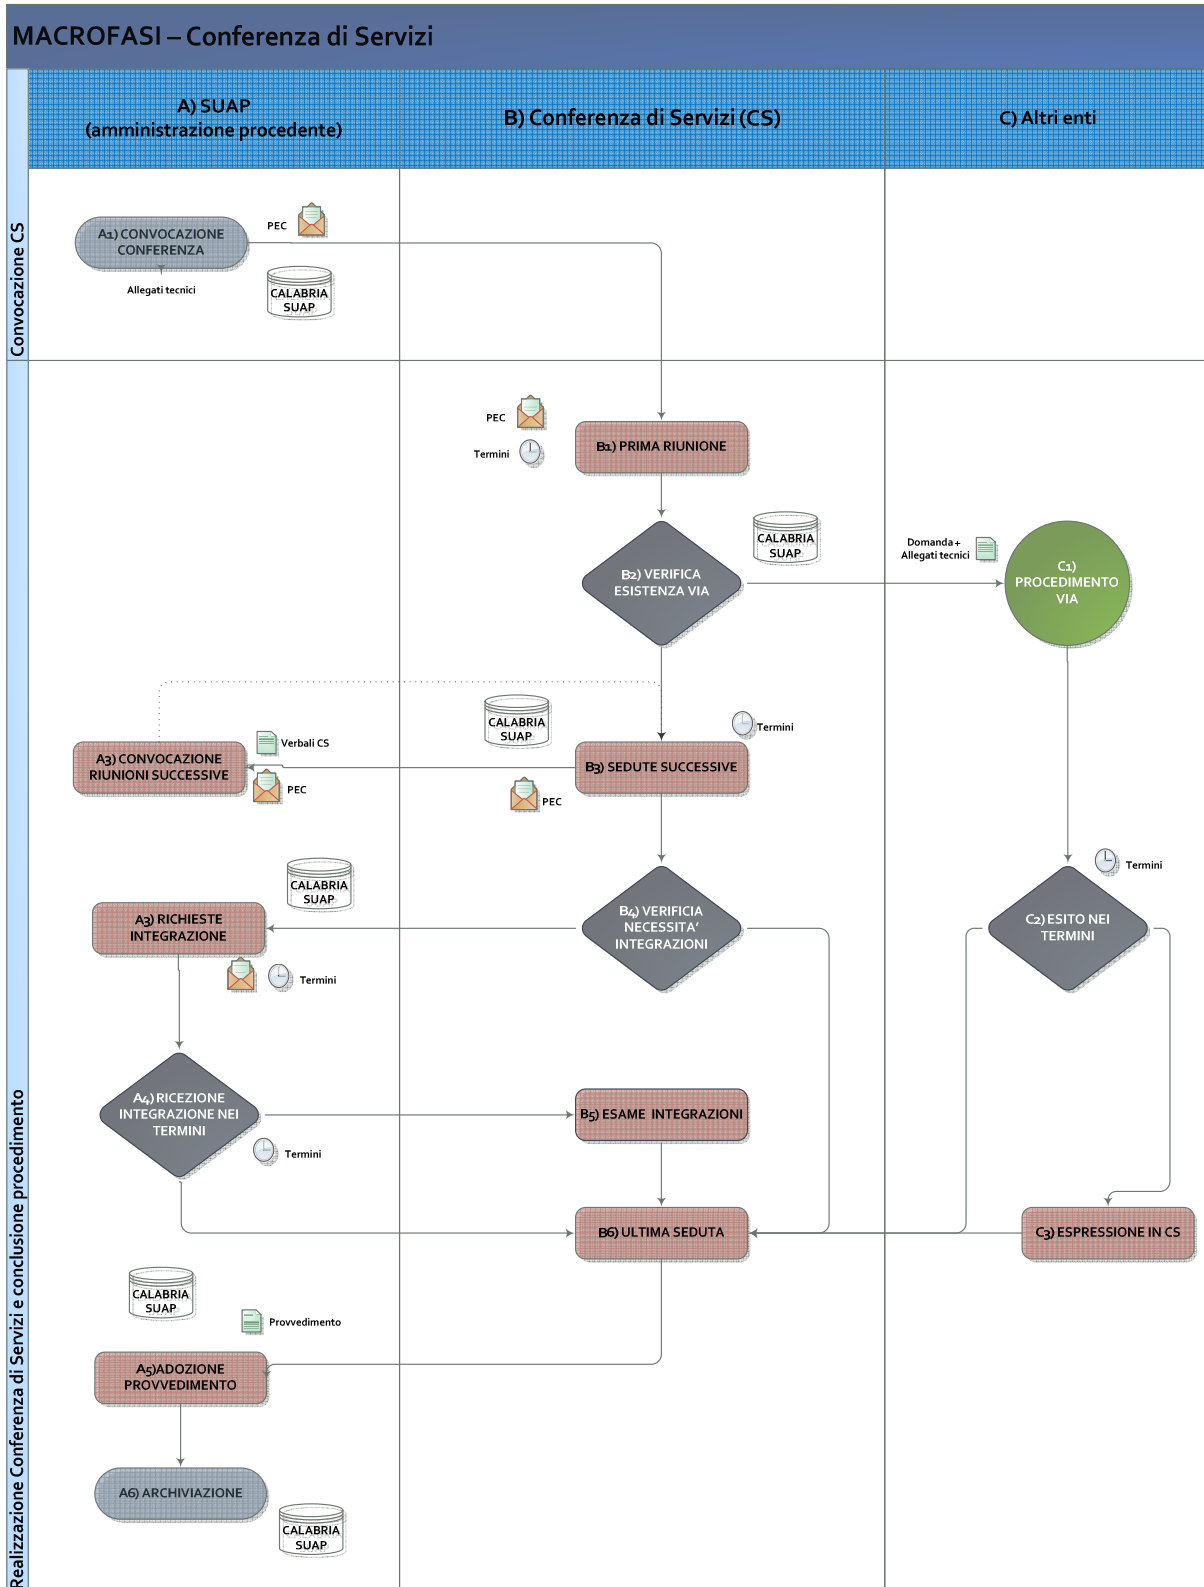 MACROFASI – Conferenza di Servizi
A) SUAP
(amministrazione procedente)
B) Conferenza di Servizi (CS)
C) Altri enti
Convocazione CS
A1) CONVOCAZIONE
CONFERENZA
PEC
Allegati tecnici
CALABRIA
SUAP
Realizzazione Conferenza di Servizi e conclusione procedimento
PEC
Termini
B1) PRIMA RIUNIONE
B2) VERIFICA
ESISTENZA VIA
CALABRIA
SUAP
Domanda +
Allegati tecnici
C1)
PROCEDIMENTO
VIA
A3) CONVOCAZIONE
RIUNIONI SUCCESSIVE
Verbali CS
PEC
CALABRIA
SUAP
Termini
B3) SEDUTE SUCCESSIVE
PEC
CALABRIA
SUAP
A3) RICHIESTE
INTEGRAZIONE
Termini
B4) VERIFICIA
NECESSITA'
INTEGRAZIONI
Termini
C2) ESITO NEI
TERMINI
A4) RICEZIONE
INTEGRAZIONE NEI
TERMINI
Termini
B5) ESAME  INTEGRAZIONI
B6) ULTIMA SEDUTA
C3) ESPRESSIONE IN CS
CALABRIA
SUAP
Provvedimento
A5)ADOZIONE
PROVVEDIMENTO
A6) ARCHIVIAZIONE
CALABRIA
SUAP